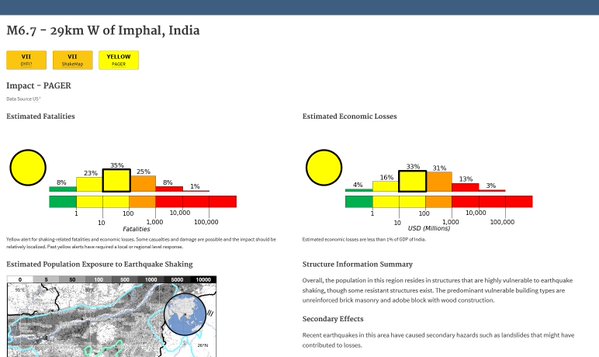 M6.7 - 29km W of Imphal, India
VII
DYFI?
VII
ShakeMap
YELLOW
PAGER
Impact - PAGER
Data Source US
Estimated Fatalities
8%
23%
35%
25%
8%
1%
1
100
10,000
10
1,000
100,000
Fatalities
Yellow alert for shaking-related fatalities and economic losses. Some casualties and damage are possible and the impact should be
relatively localized. Past yellow alerts have required a local or regional level response.
Estimated Population Exposure to Earthquake Shaking
0
5
50
100
500
1000
5000
10000
Estimated Economic Losses
4%
16%
33%
31%
13%
3%
1
100
10,000
10
1,000
100,000
USD (Millions)
Estimated economic losses are less than 1% of GDP of India.
Structure Information Summary
Overall, the population in this region resides in structures that are highly vulnerable to earthquake
shaking, though some resistant structures exist. The predominant vulnerable building types are
unreinforced brick masonry and adobe block with wood construction.
Secondary Effects
Recent earthquakes in this area have caused secondary hazards such as landslides that might have
contributed to losses.